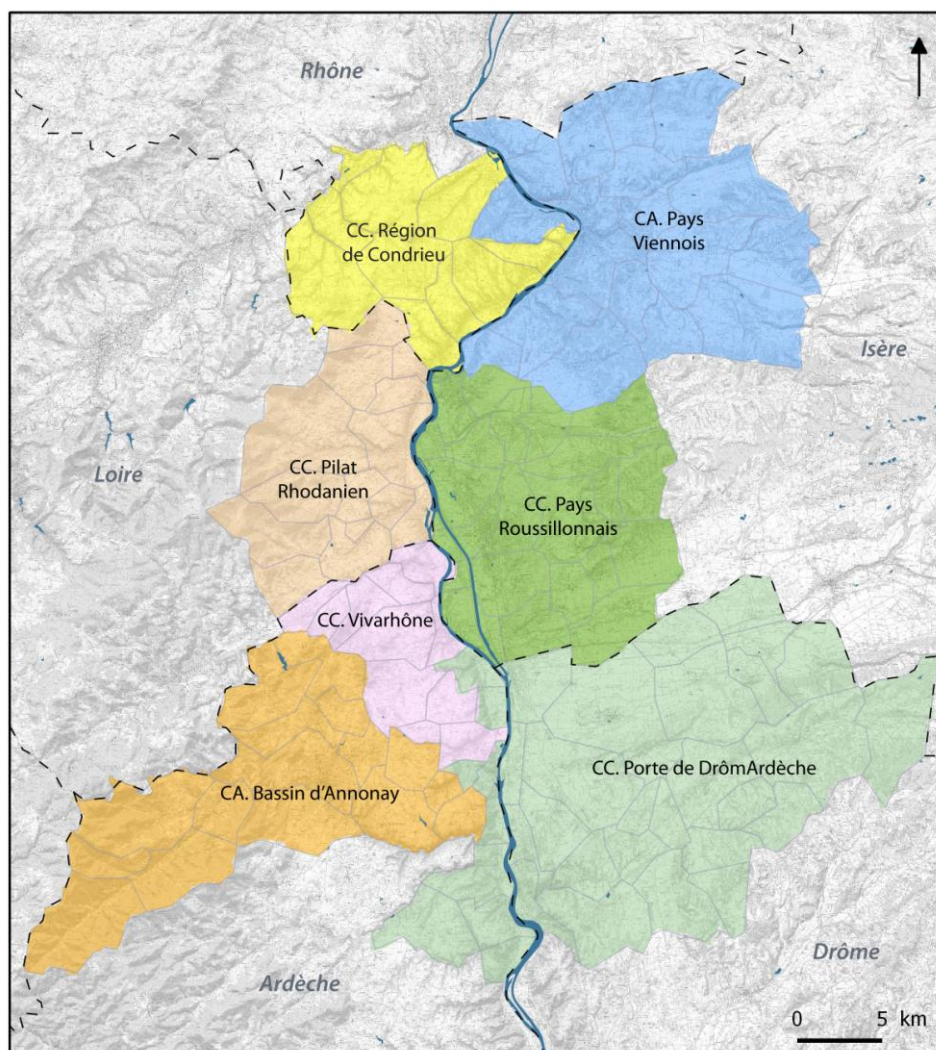 Rhône
CC. Région
de Condrieu
CA. Pays
Viennois
Isère
Loire
CC. Pilat
Rhodanien
CC. Pays
Roussillonnais
CC. Vivarhône
CC. Porte de DrômArdèche
CA. Bassin d'Annonay
Drôme
Ardèche
0 5 km